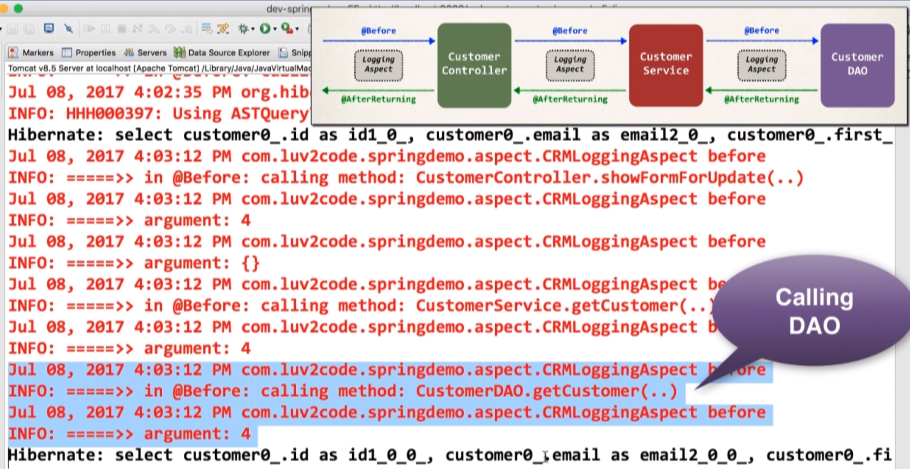 dev-spring
Markers Properties Servers Data Source Explorer Snipp
Tomcat v8.5 Server at localhost [Apache Tomcat] /Library/Java/JavaVirtualMac
@Before @Before @Before
Logging Aspect Customer Controller Logging Aspect Customer Service Logging Aspect Customer DAO
@AfterReturning @AfterReturning @AfterReturning
Jul 08, 2017 4:02:35 PM org.hib
INFO: HHH000397: Using ASTQuery
Hibernate: select customer0_.id as id1_0_, customer0_.email as email2_0_, customer0_.first_
Jul 08, 2017 4:03:12 PM com.luv2code.springdemo.aspect.CRMLoggingAspect before
INFO: =====>> in @Before: calling method: CustomerController.showFormForUpdate(..)
Jul 08, 2017 4:03:12 PM com.luv2code.springdemo.aspect.CRMLoggingAspect before
INFO: =====>> argument: 4
Jul 08, 2017 4:03:12 PM com.luv2code.springdemo.aspect.CRMLoggingAspect before
INFO: =====>> argument: {}
Jul 08, 2017 4:03:12 PM com.luv2code.springdemo.aspect.CRMLoggingAspect be
INFO: =====>> in @Before: calling method: CustomerService.getCustomer(..
Jul 08, 2017 4:03:12 PM com.luv2code.springdemo.aspect.CRMLoggingAspect b
INFO: =====>> argument: 4
Calling
DAO
Jul 08, 2017 4:03:12 PM com.luv2code.springdemo.aspect.CRMLoggingAspect before
INFO: =====>> in @Before: calling method: CustomerDAO.getCustomer(..)
Jul 08, 2017 4:03:12 PM com.luv2code.springdemo.aspect.CRMLoggingAspect before
INFO: =====>> argument: 4
Hibernate: select customer0_.id as id1_0_0_, customer0_.email as email2_0_0_, customer0_.fi